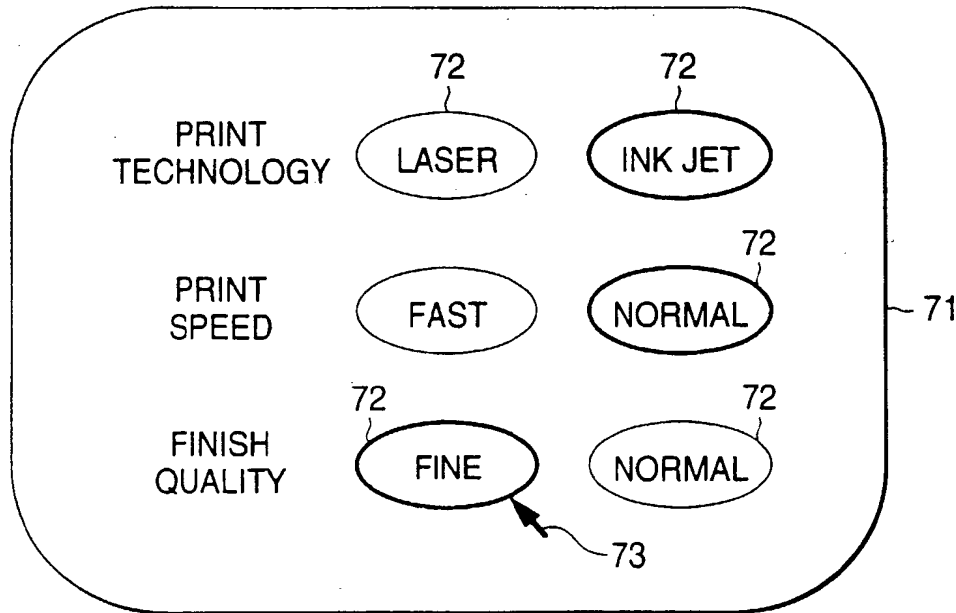 72 72
PRINT
TECHNOLOGY
LASER INK JET
72
PRINT
SPEED
FAST NORMAL
71
72 72
FINISH
QUALITY
FINE NORMAL
73